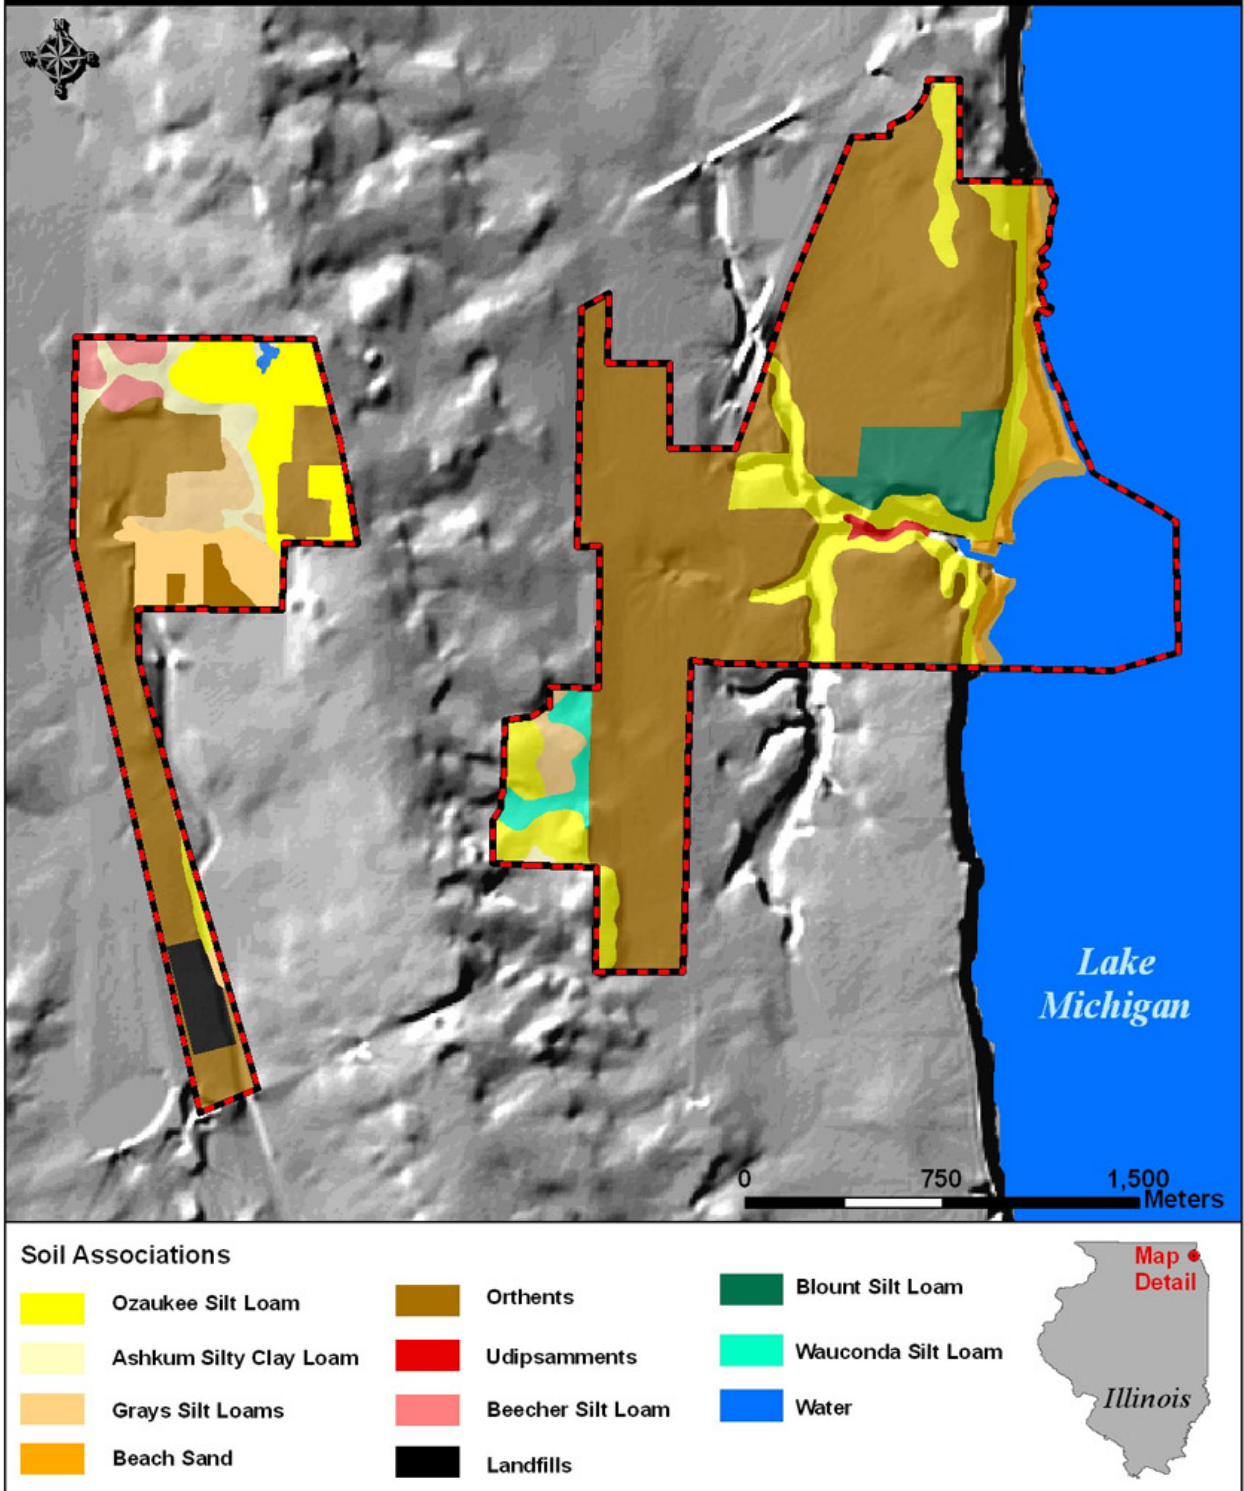 N
W E
S
Lake
Michigan
0 750 1,500
Meters
Soil Associations
Ozaukee Silt Loam
Ashkum Silty Clay Loam
Grays Silt Loams
Beach Sand
Orthents
Udipsamments
Beecher Silt Loam
Landfills
Blount Silt Loam
Wauconda Silt Loam
Water
Map
Detail
Illinois